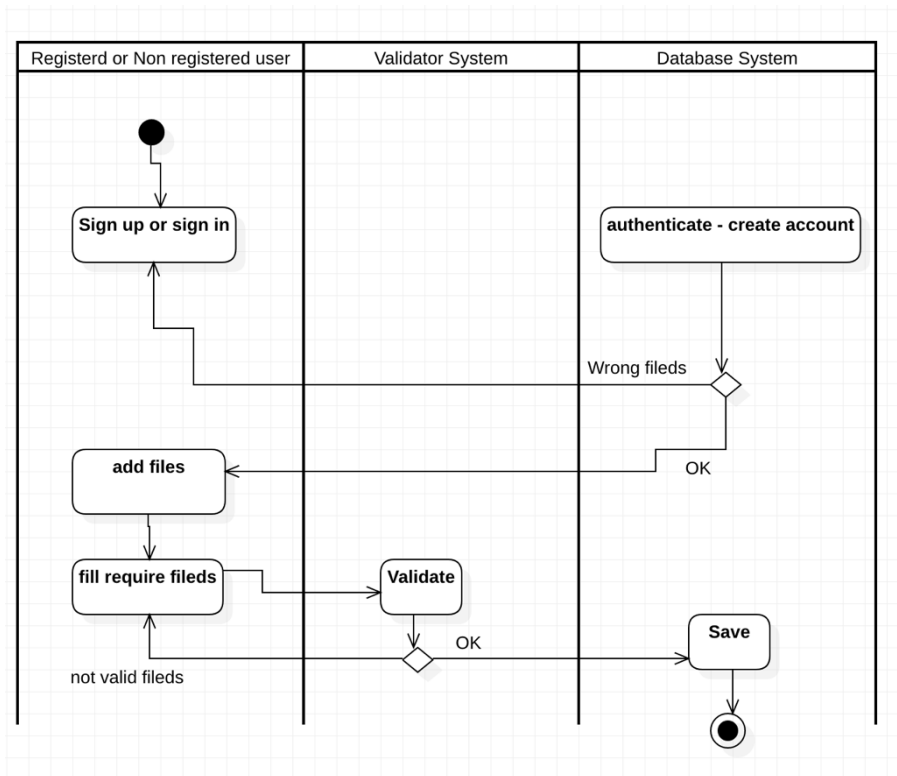 Registerd or Non registered user
Validator System
Database System
Sign up or sign in
authenticate - create account
Wrong fileds
OK
add files
fill require fileds
Validate
OK
Save
not valid fileds